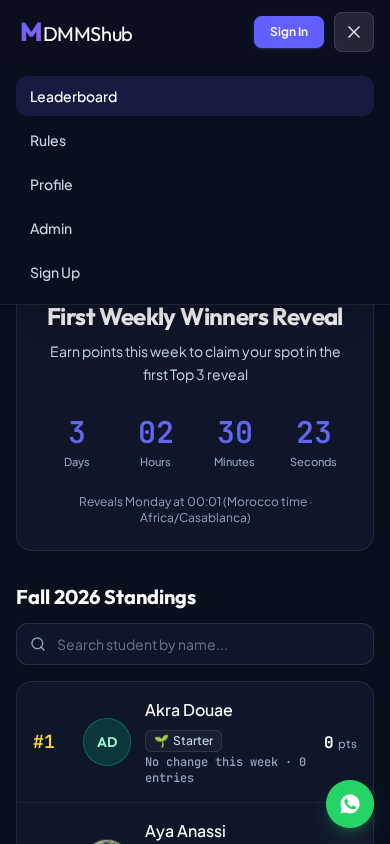 MDMMShub
Sign In
Leaderboard
Rules
Profile
Admin
Sign Up
First Weekly Winners Reveal
Earn points this week to claim your spot in the
first Top 3 reveal
3 02 30 23
Days Hours Minutes Seconds
Reveals Monday at 00:01 (Morocco time ·
Africa/Casablanca)
Fall 2026 Standings
Search student by name...
Akra Douae
#1 AD 🌱 Starter 0 pts
No change this week · 0
entries
Aya Anassi